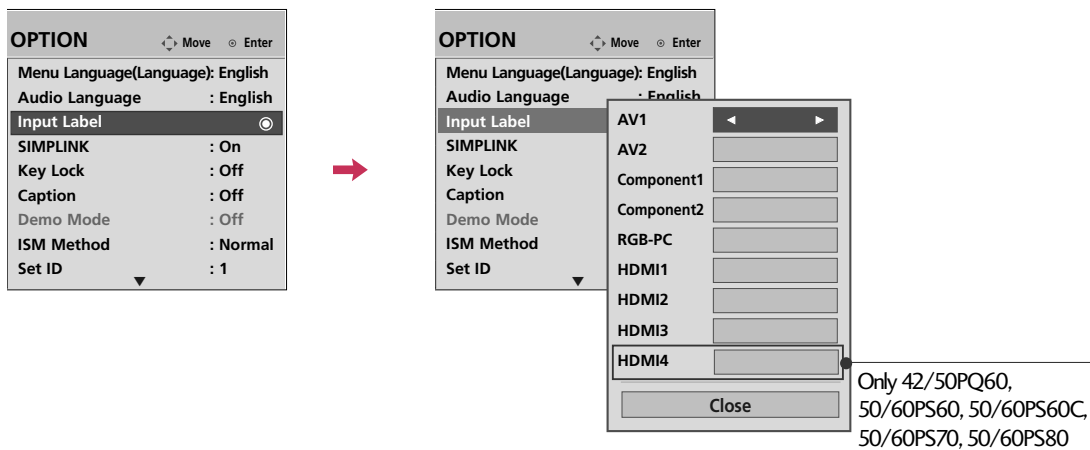 OPTION Move Enter
Menu Language(Language): English
Audio Language : English
Input Label
SIMPLINK : On
Key Lock : Off
Caption : Off
Demo Mode : Off
ISM Method : Normal
Set ID : 1
OPTION Move Enter
Menu Language(Language): English
Audio Language : English
Input Label
SIMPLINK
Key Lock
Caption
Demo Mode
ISM Method
Set ID
AV1
AV2
Component1
Component2
RGB-PC
HDMI1
HDMI2
HDMI3
HDMI4
Close
Only 42/50PQ60,
50/60PS60, 50/60PS60C,
50/60PS70, 50/60PS80